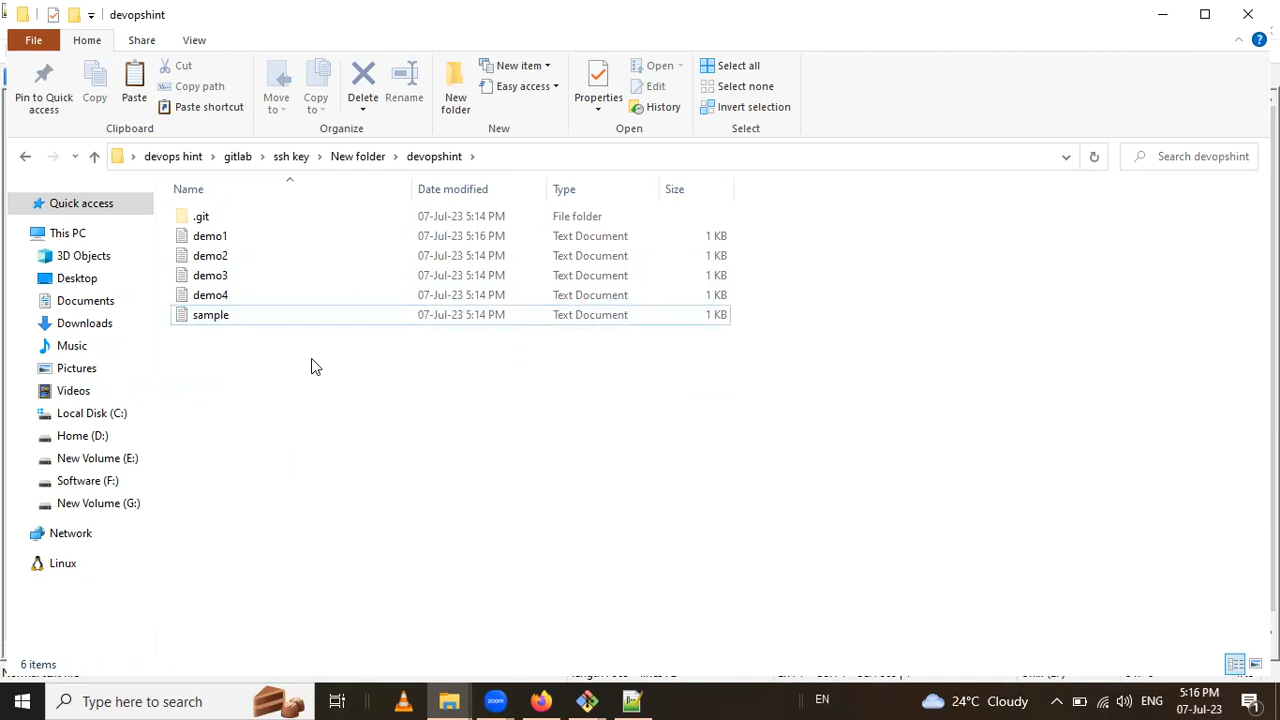 devopshint
File Home Share View
Pin to Quick access
Copy
Paste
Cut
Copy path
Paste shortcut
Clipboard
Move to
Copy to
Delete
Rename
Organize
New folder
New item
Easy access
New
Properties
Open
Edit
History
Open
Select all
Select none
Invert selection
Select
devops hint gitlab ssh key New folder devopshint
Search devopshint
Name Date modified Type Size
.git 07-Jul-23 5:14 PM File folder
demo1 07-Jul-23 5:16 PM Text Document 1 KB
demo2 07-Jul-23 5:14 PM Text Document 1 KB
demo3 07-Jul-23 5:14 PM Text Document 1 KB
demo4 07-Jul-23 5:14 PM Text Document 1 KB
sample 07-Jul-23 5:14 PM Text Document 1 KB
Quick access
This PC
3D Objects
Desktop
Documents
Downloads
Music
Pictures
Videos
Local Disk (C:)
Home (D:)
New Volume (E:)
Software (F:)
New Volume (G:)
Network
Linux
6 items
Type here to search
zoom
EN
24°C Cloudy
ENG
5:16 PM
07-Jul-23
1